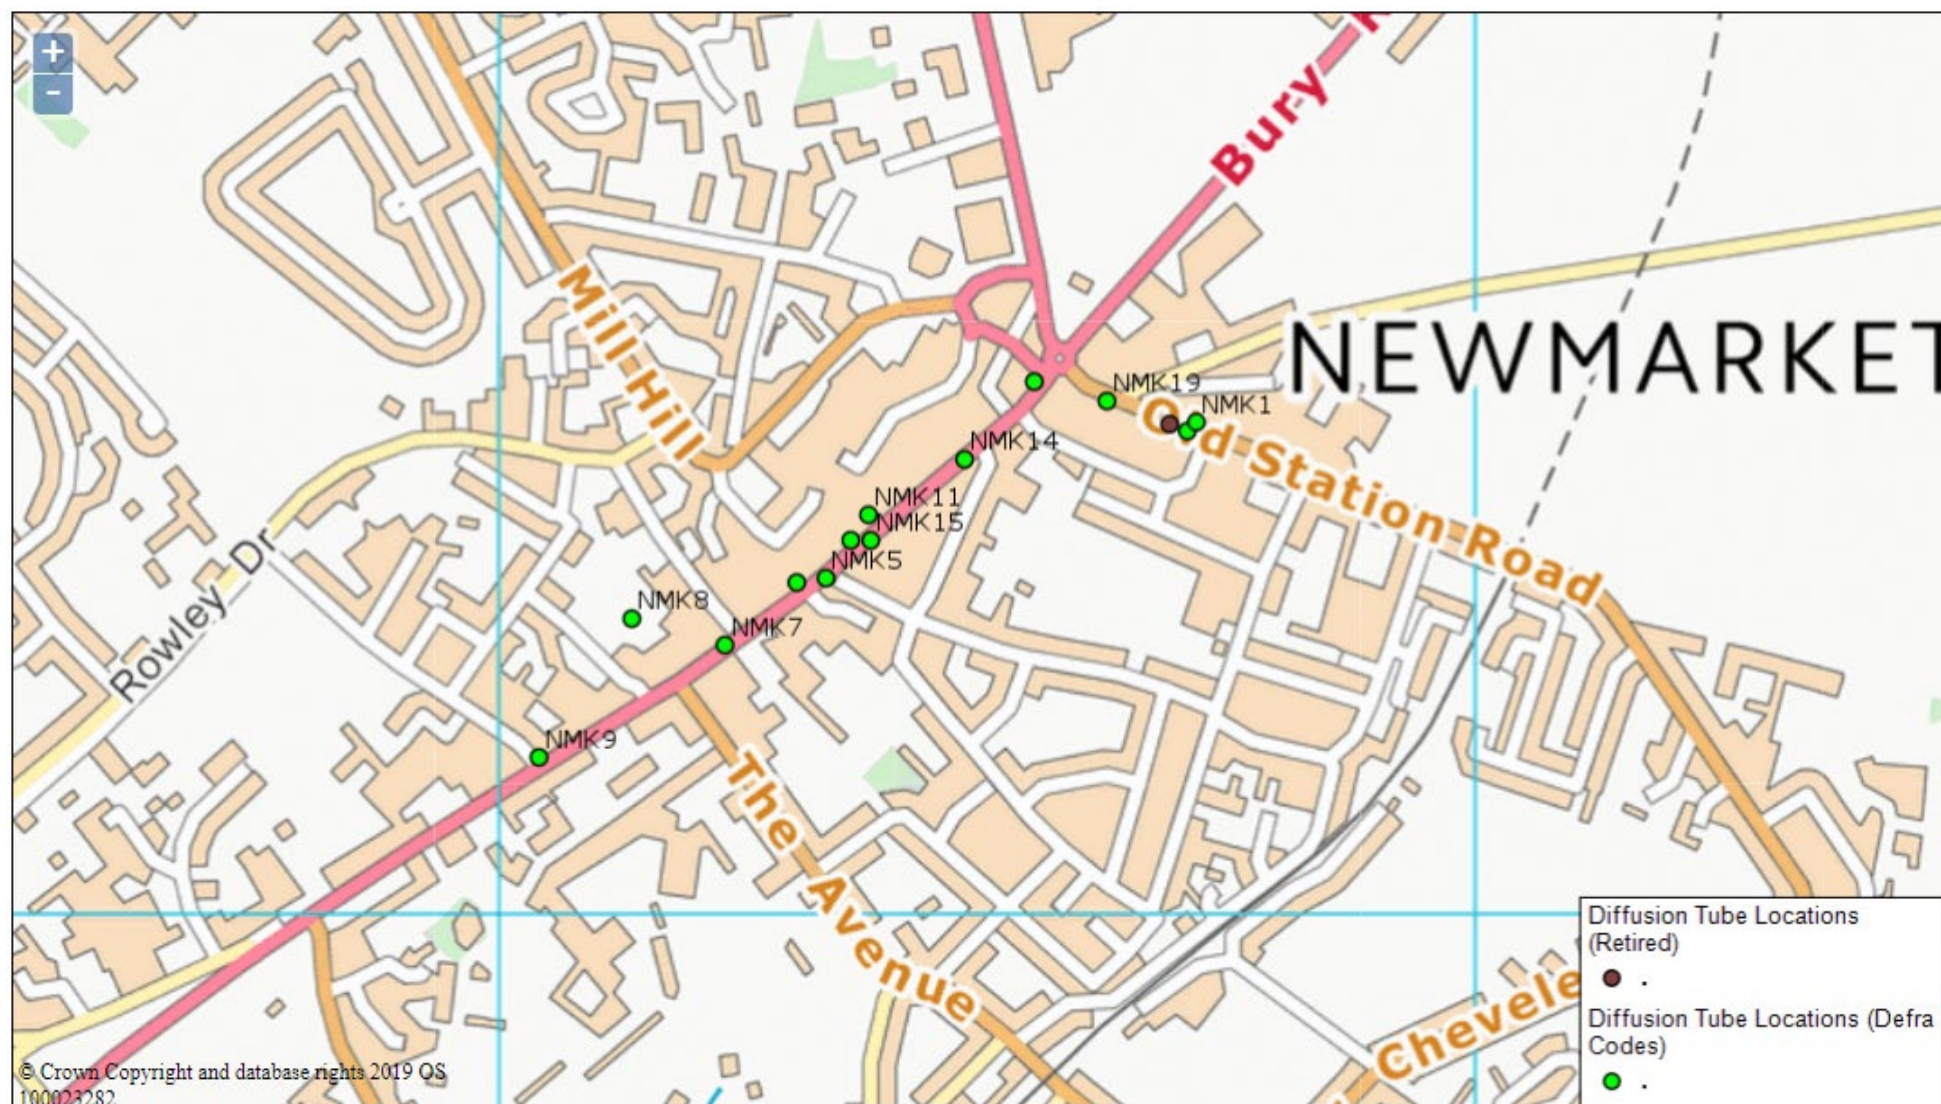 +
-
Bury R
Mill Hill
NEWMARKET
NMK19
NMK1
Old Station Road
NMK14
NMK11
NMK15
NMK5
NMK8
NMK7
Rowley Dr
NMK9
The Avenue
Chevele
Diffusion Tube Locations
(Retired)
.
Diffusion Tube Locations (Defra
Codes)
.
© Crown Copyright and database rights 2019 OS
100023282